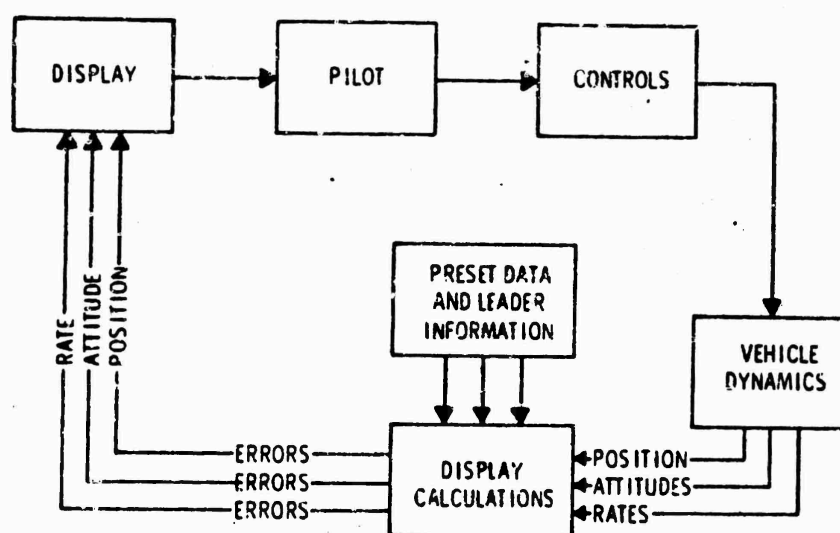 DISPLAY
PILOT
CONTROLS
PRESET DATA
AND LEADER
INFORMATION
VEHICLE
DYNAMICS
RATE
ATTITUDE
POSITION
ERRORS
ERRORS
ERRORS
DISPLAY
CALCULATIONS
POSITION
ATTITUDES
RATES